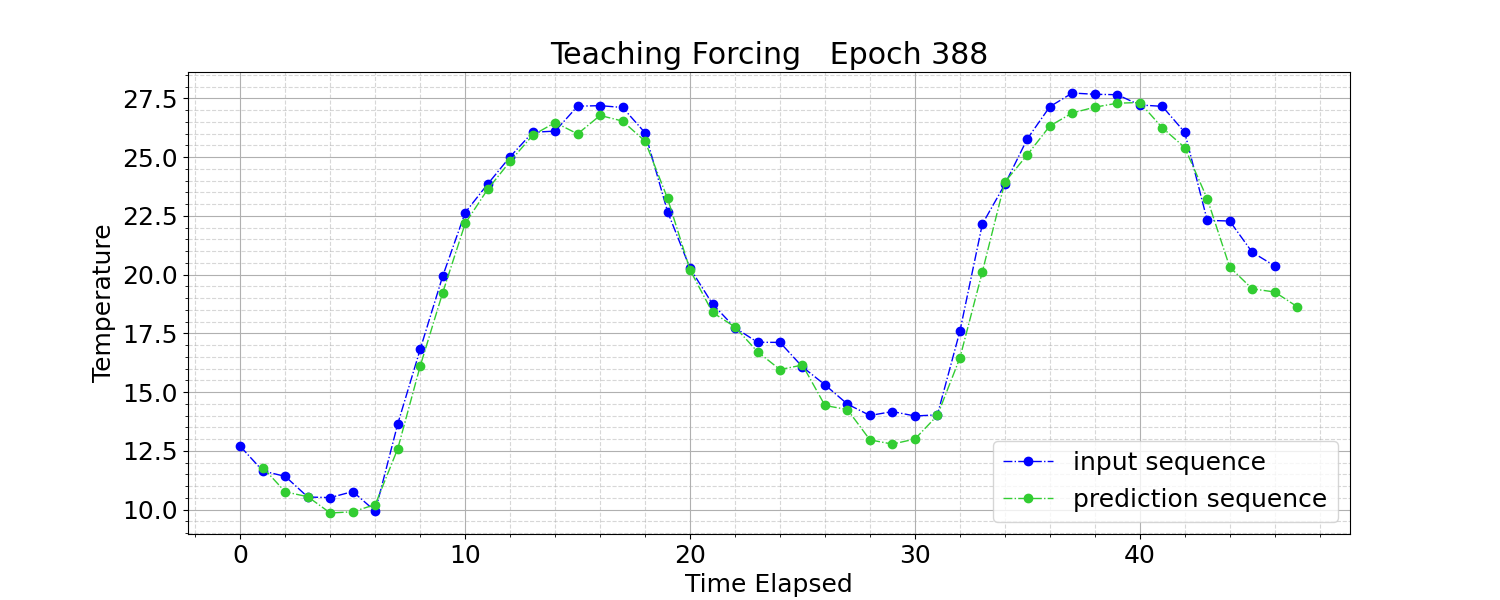 Teaching Forcing   Epoch 388
27.5
25.0
22.5
20.0
17.5
15.0
12.5
10.0
Temperature
0 10 20 30 40
Time Elapsed
input sequence
prediction sequence